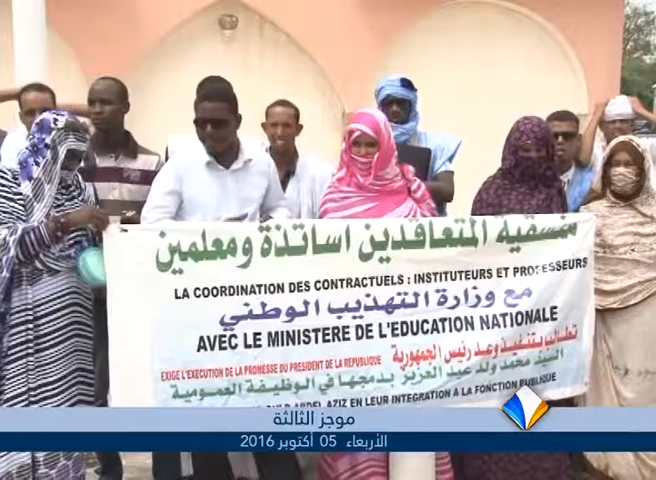 منسقية المتعاقدين اساتذة ومعلمين
LA COORDINATION DES CONTRACTUELS : INSTITUTEURS ET PROFESSEURS
مع وزارة التهذيب الوطني
AVEC LE MINISTERE DE L'EDUCATION NATIONALE
تطالب بتنفيذ وعد رئيس الجمهورية
EXIGE L'EXECUTION DE LA PROMESSE DU PRESIDENT DE LA REPUBLIQUE
السيد محمد ولد عبد العزيز بدمجها في الوظيفة العمومية
ABDEL AZIZ EN LEUR INTEGRATION A LA FONCTION PUBLIQUE
موجز الثالثة
الأربعاء 05 أكتوبر 2016